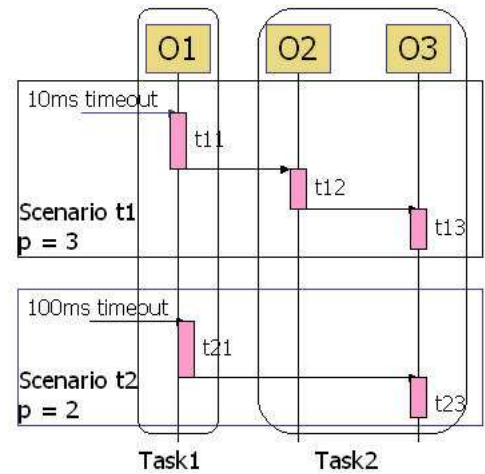 O1 O2 O3
10ms timeout
t11
t12
Scenario t1
t13
p = 3
100ms timeout
t21
Scenario t2
t23
p = 2
Task1 Task2